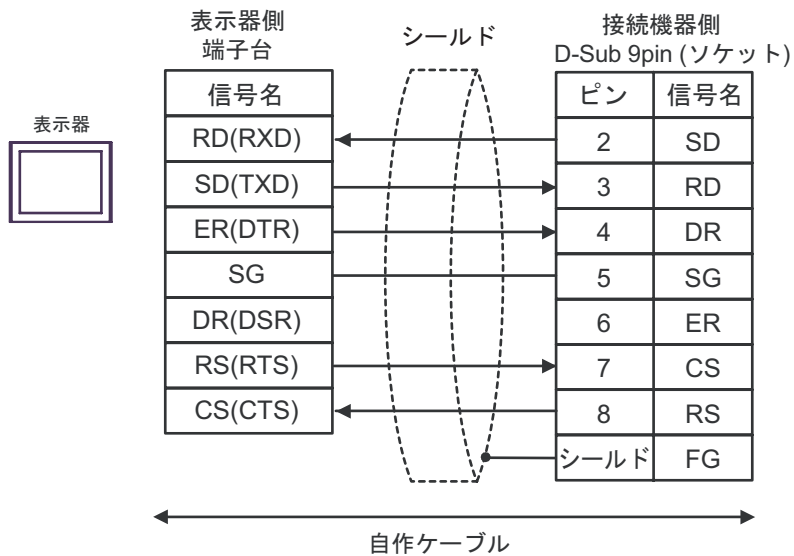 表示器側
端子台
シールド
接続機器側
D-Sub 9pin (ソケット)
表示器
信号名
ピン 信号名
RD(RXD) 2 SD
SD(TXD) 3 RD
ER(DTR) 4 DR
SG 5 SG
DR(DSR) 6 ER
RS(RTS) 7 CS
CS(CTS) 8 RS
シールド FG
自作ケーブル